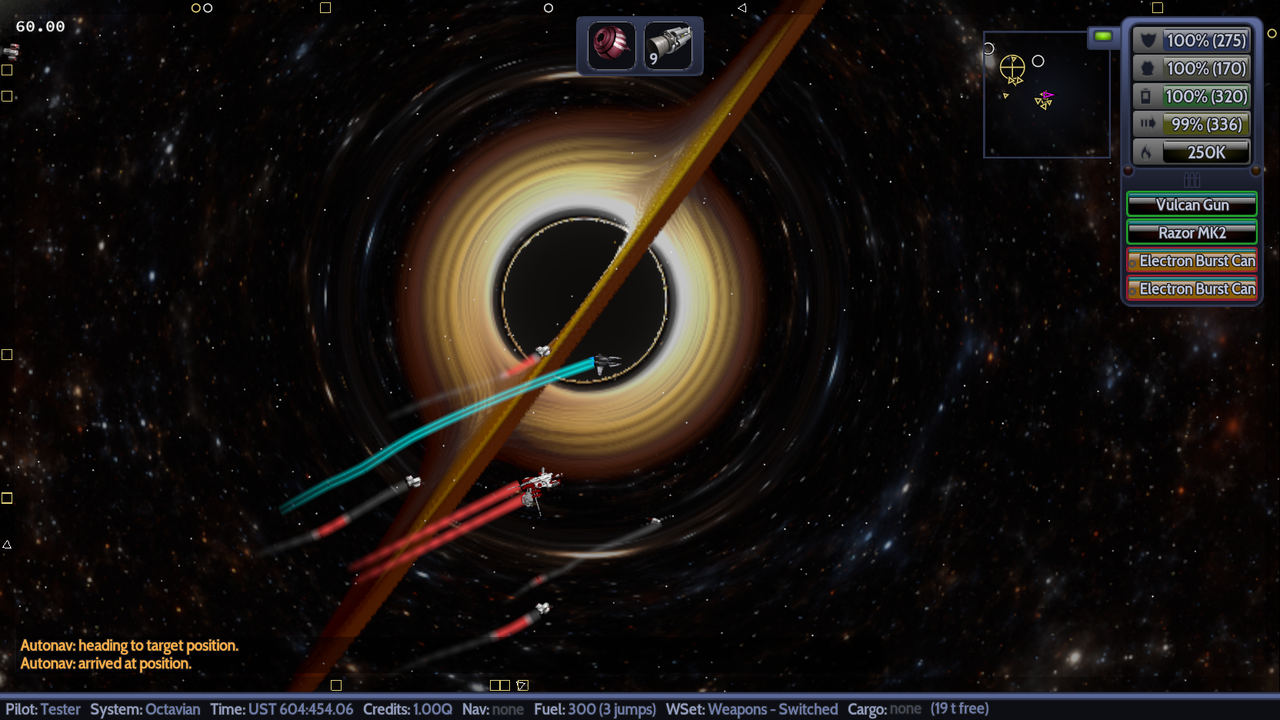 60.00
9
100% (275)
100% (170)
100% (320)
99% (336)
250K
Vulcan Gun
Razor MK2
Electron Burst Can
Electron Burst Can
Autonav: heading to target position.
Autonav: arrived at position.
Pilot: Tester System: Octavian Time: UST 604:454.06 Credits: 1.00Q Nav: none Fuel: 300 (3 jumps) WSet: Weapons - Switched Cargo: none (19 t free)